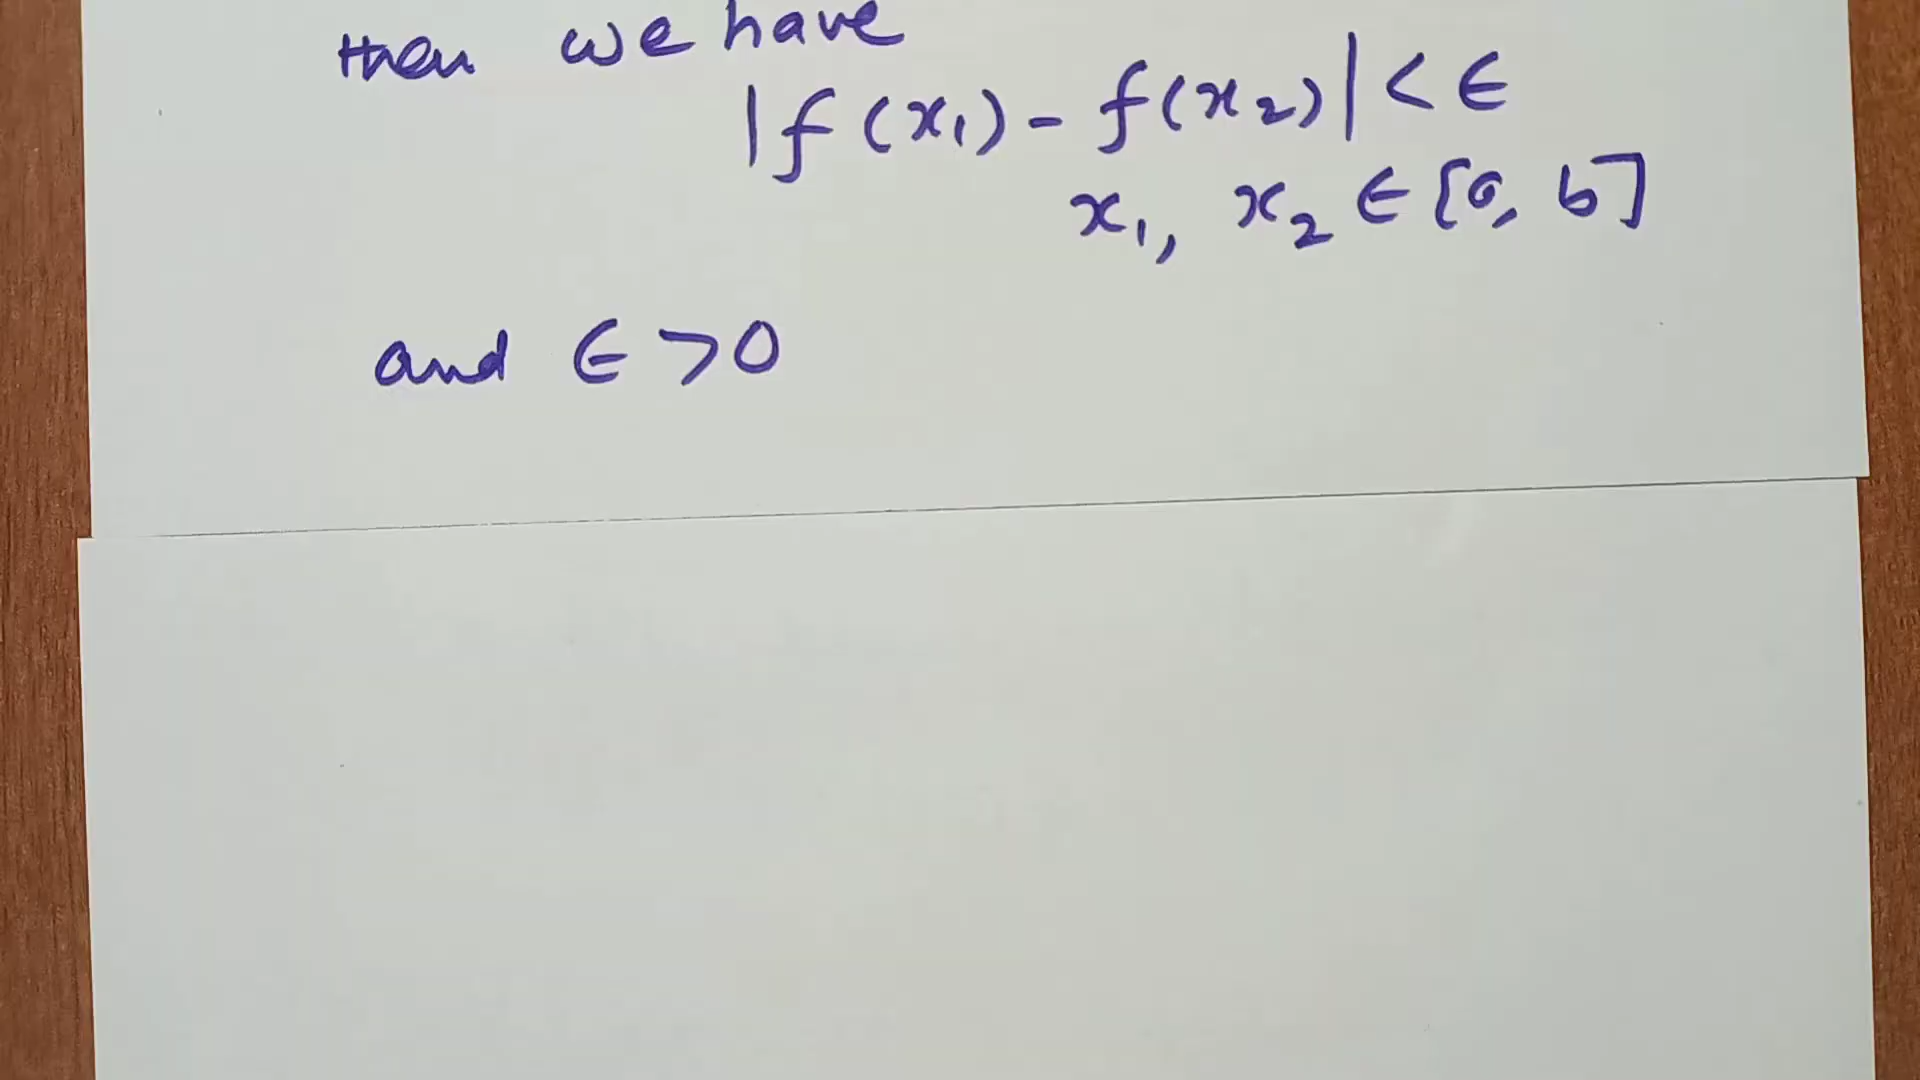 then we have
|f(x₁) - f(x₂)| < ∈
x₁, x₂ ∈ [a, b]
and ∈ > 0